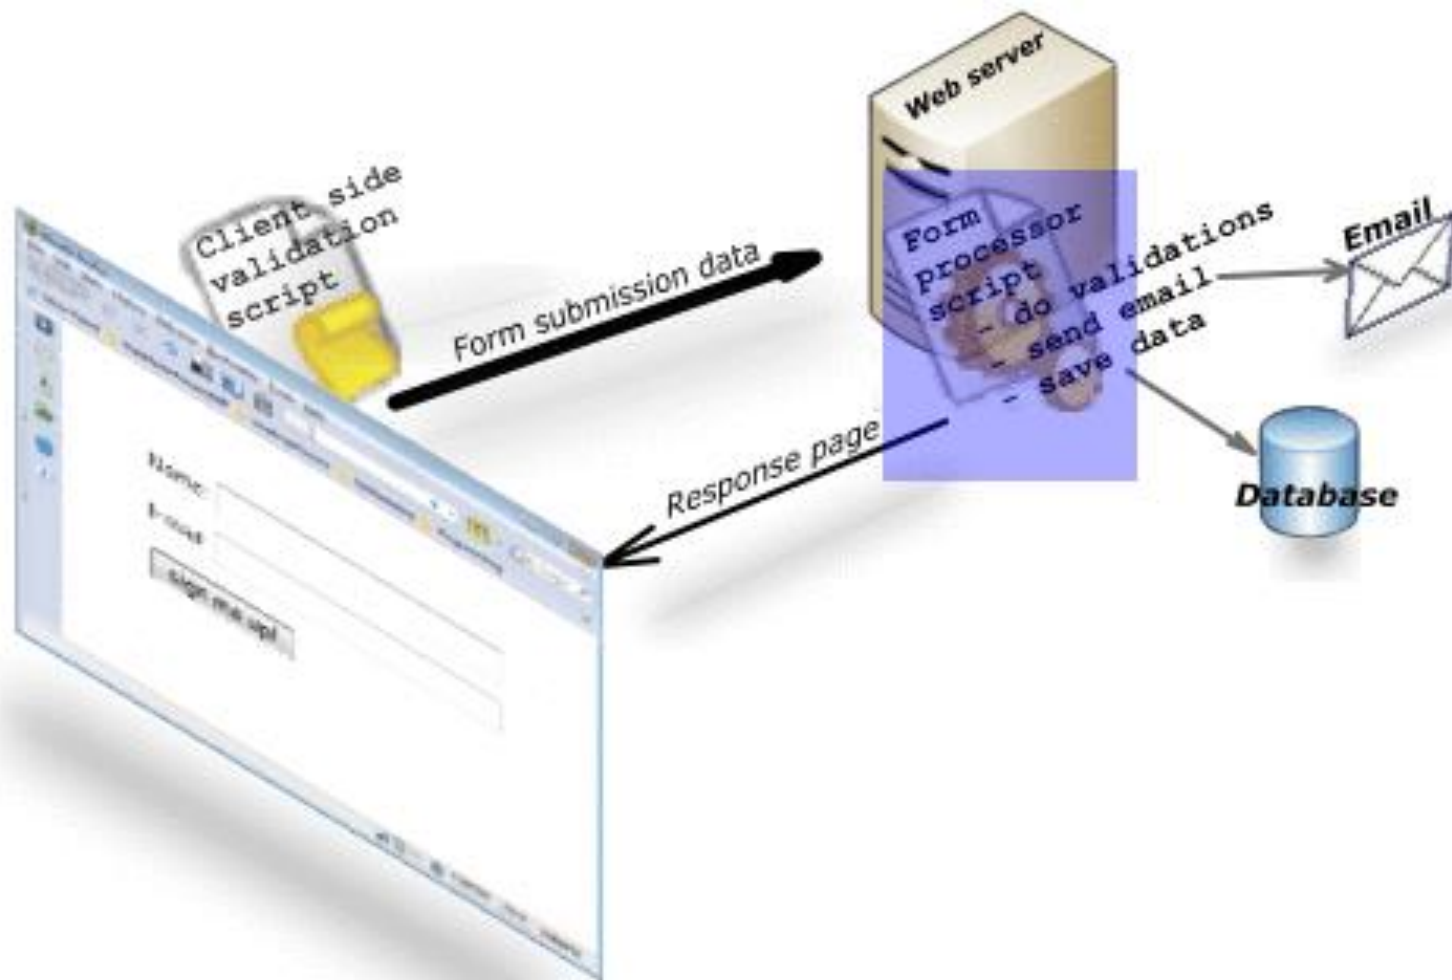 Web server
Client side
validation
script
Form submission data
Form
processor
script
- do validations
- send email
- save data
Email
Response page
Database
Name:
E-mail
sign me up!